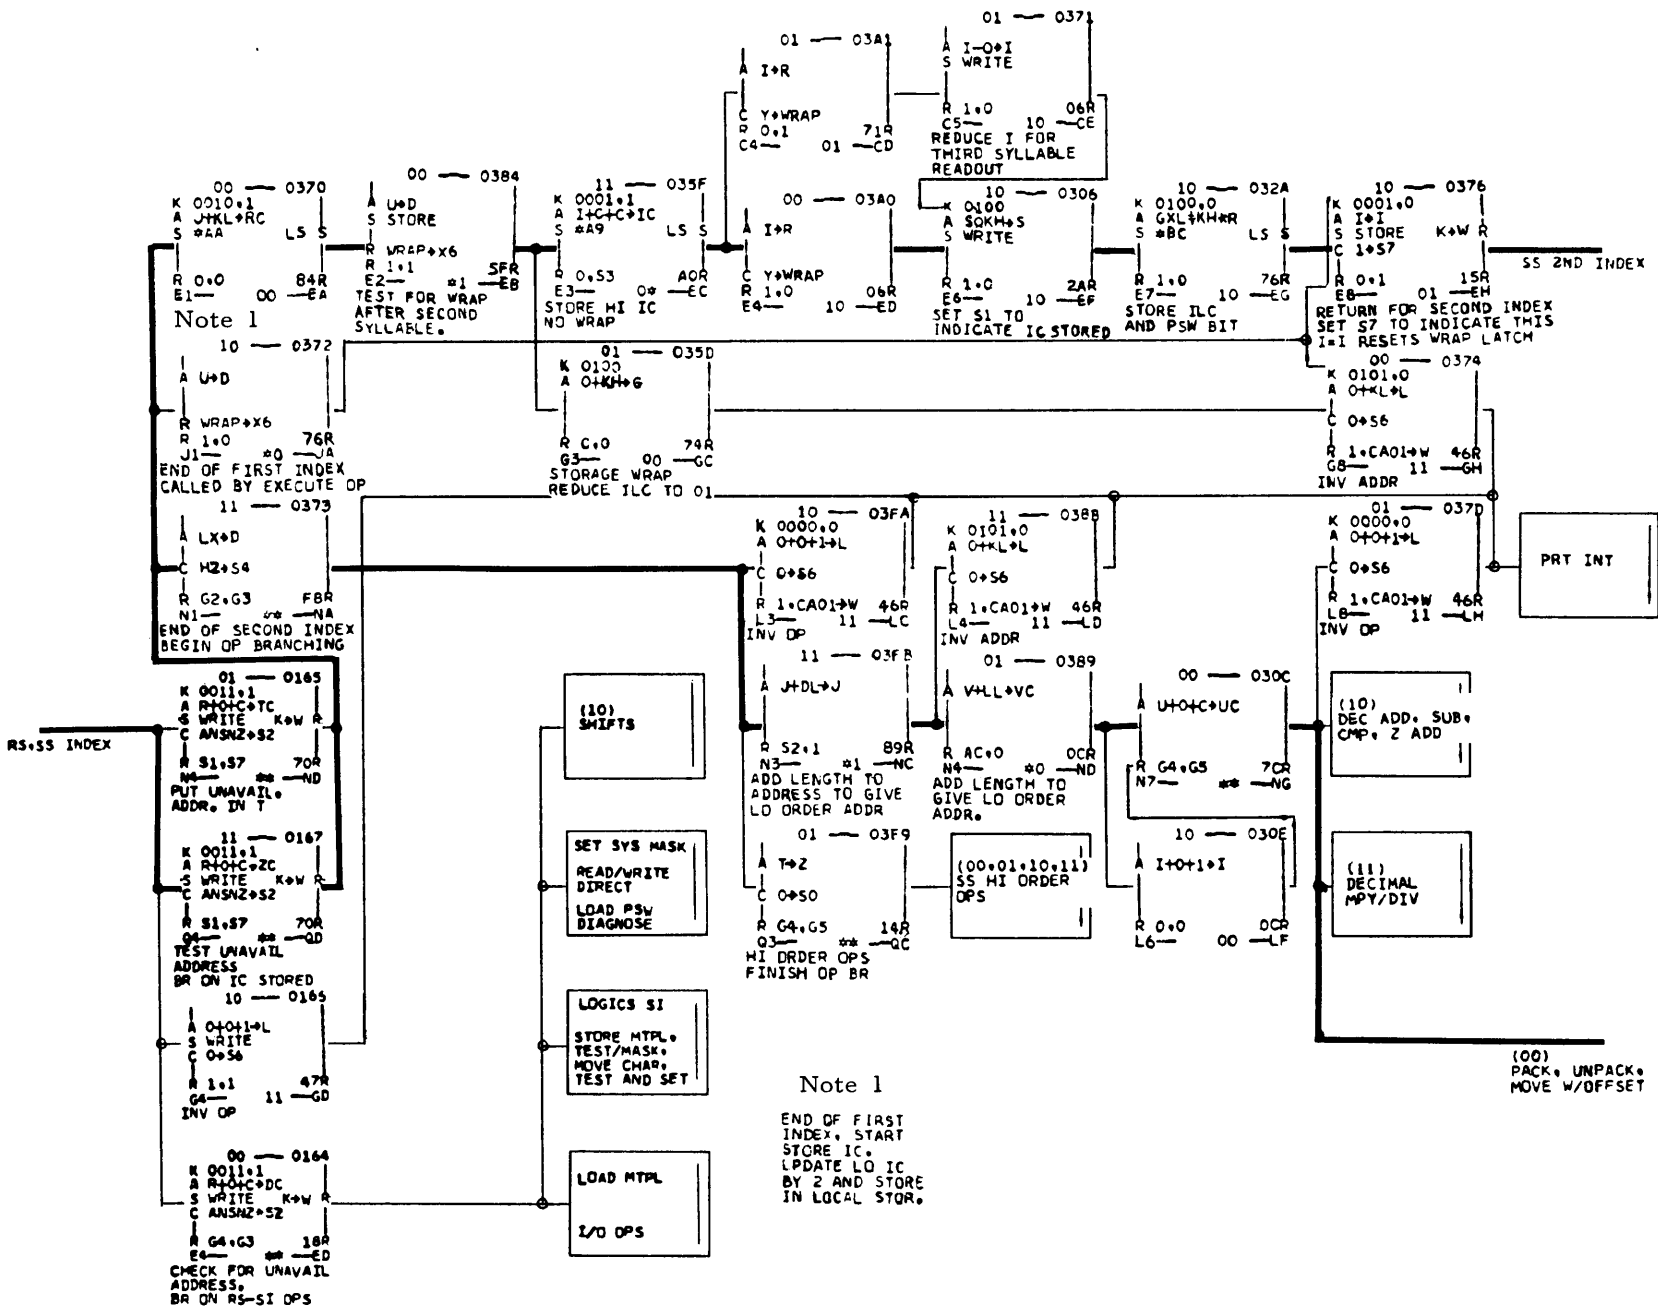 01 — 0371
A I-0→I
S WRITE
R 1,0 06R
C5— 10 —CE
REDUCE I FOR
THIRD SYLLABLE
READOUT
01 — 03A1
A I→R
C Y→WRAP
R 0,1 71R
C4— 01 —CD
00 — 0370
K 0010,1
A J+KL→RC
S *AA LS S
R 0,0 84R
E1— 00 —EA
Note 1
00 — 0384
A U→D
S STORE
R WRAP→X6
R 1,1 5FR
E2— *1 —EB
TEST FOR WRAP
AFTER SECOND
SYLLABLE.
11 — 035F
K 0001,1
A I+C+C→IC
S *A9 LS S
R 0,S3 A0R
E3— 0* —EC
STORE HI IC
NO WRAP
00 — 03A0
A I→R
C Y→WRAP
R 1,0 06R
E4— 10 —ED
10 — 0306
K 0100
A SQKH→S
S WRITE
R 1,0 2AR
E6— 10 —EF
SET S1 TO
INDICATE IC STORED
10 — 032A
K 0100,0
A GXL+KH→R
S *BC LS S
R 1,0 76R
E7— 10 —EG
STORE ILC
AND PSW BIT
10 — 0376
K 0001,0
A I→I
S STORE K→W R
C 1→S7
R 0,1 15R
E8— 01 —EH
RETURN FOR SECOND INDEX
SET S7 TO INDICATE THIS
I=I RESETS WRAP LATCH
SS 2ND INDEX
10 — 0372
A U→D
R WRAP→X6
R 1,0 76R
J1— *0 —JA
END OF FIRST INDEX
CALLED BY EXECUTE OP
01 — 035D
K 0100
A 0+KH→G
R C,0 74R
G3— 00 —GC
STORAGE WRAP
REDUCE ILC TO 01
00 — 0374
K 0101,0
A 0+KL→L
C 0→S6
R 1,CA01→W 46R
G8— 11 —GH
INV ADDR
11 — 0373
A LX→D
C HZ→S4
R G2,G3 F8R
N1— ** —NA
END OF SECOND INDEX
BEGIN OP BRANCHING
10 — 03FA
K 0000,0
A 0+0+1→L
C 0→S6
R 1,CA01→W 46R
L3— 11 —LC
INV OP
11 — 038B
K 0101,0
A 0+KL→L
C 0→S6
R 1,CA01→W 46R
L4— 11 —LD
INV ADDR
01 — 037D
K 0000,0
A 0+0+1→L
C 0→S6
R 1,CA01→W 46R
L8— 11 —LH
INV OP
PRT INT
RS,SS INDEX
01 — 0165
K 0011,1
A R+0+C→TC
S WRITE K→W R
C ANSNZ→S2
R S1,S7 70R
N4— ** —ND
PUT UNAVAIL.
ADDR. IN T
(10)
SHIFTS
11 — 03FB
A J+DL→J
R S2,1 89R
N3— *1 —NC
ADD LENGTH TO
ADDRESS TO GIVE
LO ORDER ADDR
01 — 0389
A V+LL→VC
R AC,0 0CR
N4— *0 —ND
ADD LENGTH TO
GIVE LO ORDER
ADDR.
00 — 030C
A U+0+C→UC
R G4,G5 7CR
N7— ** —NG
(10)
DEC ADD, SUB,
CMP, Z ADD
11 — 0167
K 0011,1
A R+0+C→ZC
S WRITE K→W R
C ANSNZ→S2
R S1,S7 70R
Q4— ** —QD
TEST UNAVAIL
ADDRESS
BR ON IC STORED
SET SYS MASK
READ/WRITE
DIRECT
LOAD PSW
DIAGNOSE
01 — 03F9
A T→Z
C 0→S0
R G4,G5 14R
Q3— ** —QC
HI ORDER OPS
FINISH OP BR
(00,01,10,11)
SS HI ORDER
OPS
10 — 030E
A I+0+1→I
R 0,0 0CR
L6— 00 —LF
(11)
DECIMAL
MPY/DIV
10 — 0165
A 0+0+1→L
S WRITE
C 0→S6
R 1,1 47R
G4— 11 —GD
INV OP
LOGICS SI
STORE MTPL,
TEST/MASK,
MOVE CHAR,
TEST AND SET
(00)
PACK, UNPACK,
MOVE W/OFFSET
Note 1
END OF FIRST
INDEX, START
STORE IC.
UPDATE LO IC
BY 2 AND STORE
IN LOCAL STOR.
00 — 0164
K 0011,1
A R+0+C→DC
S WRITE K→W R
C ANSNZ→S2
R G4,G3 18R
E4— ** —ED
CHECK FOR UNAVAIL
ADDRESS.
BR ON RS-SI OPS
LOAD MTPL
I/O OPS